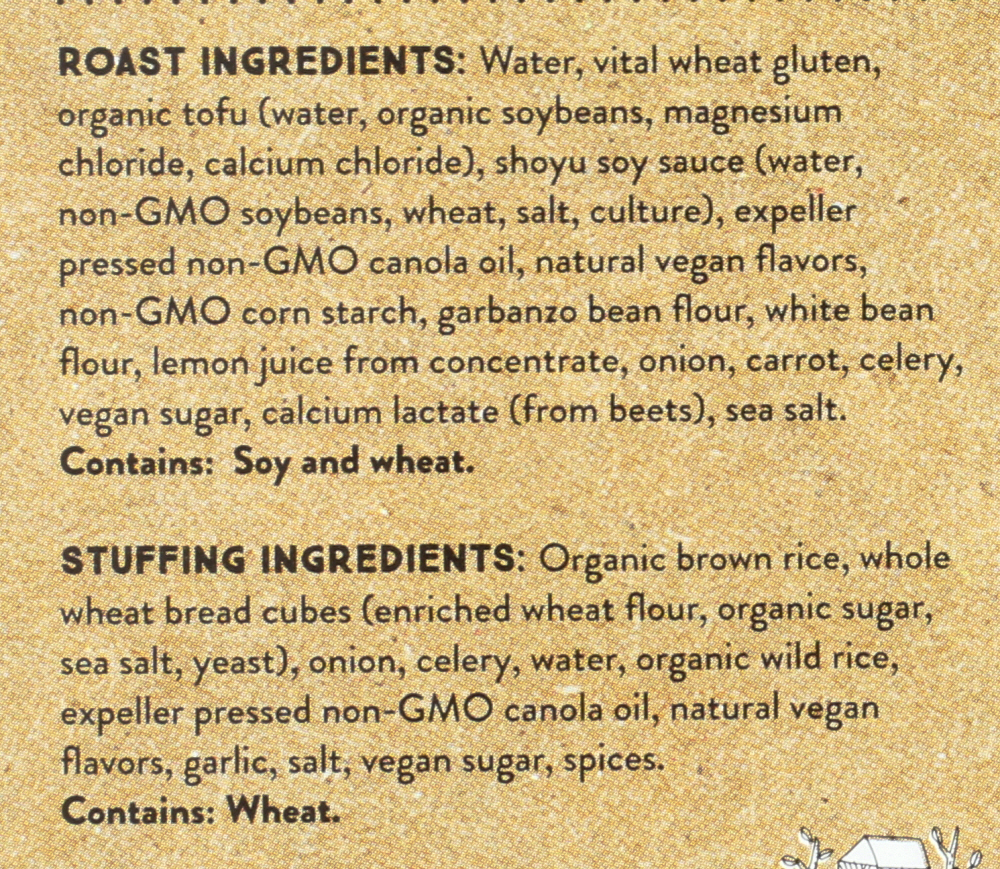 ROAST INGREDIENTS: Water, vital wheat gluten,
organic tofu (water, organic soybeans, magnesium
chloride, calcium chloride), shoyu soy sauce (water,
non-GMO soybeans, wheat, salt, culture), expeller
pressed non-GMO canola oil, natural vegan flavors,
non-GMO corn starch, garbanzo bean flour, white bean
flour, lemon juice from concentrate, onion, carrot, celery,
vegan sugar, calcium lactate (from beets), sea salt.
Contains: Soy and wheat.
STUFFING INGREDIENTS: Organic brown rice, whole
wheat bread cubes (enriched wheat flour, organic sugar,
sea salt, yeast), onion, celery, water, organic wild rice,
expeller pressed non-GMO canola oil, natural vegan
flavors, garlic, salt, vegan sugar, spices.
Contains: Wheat.